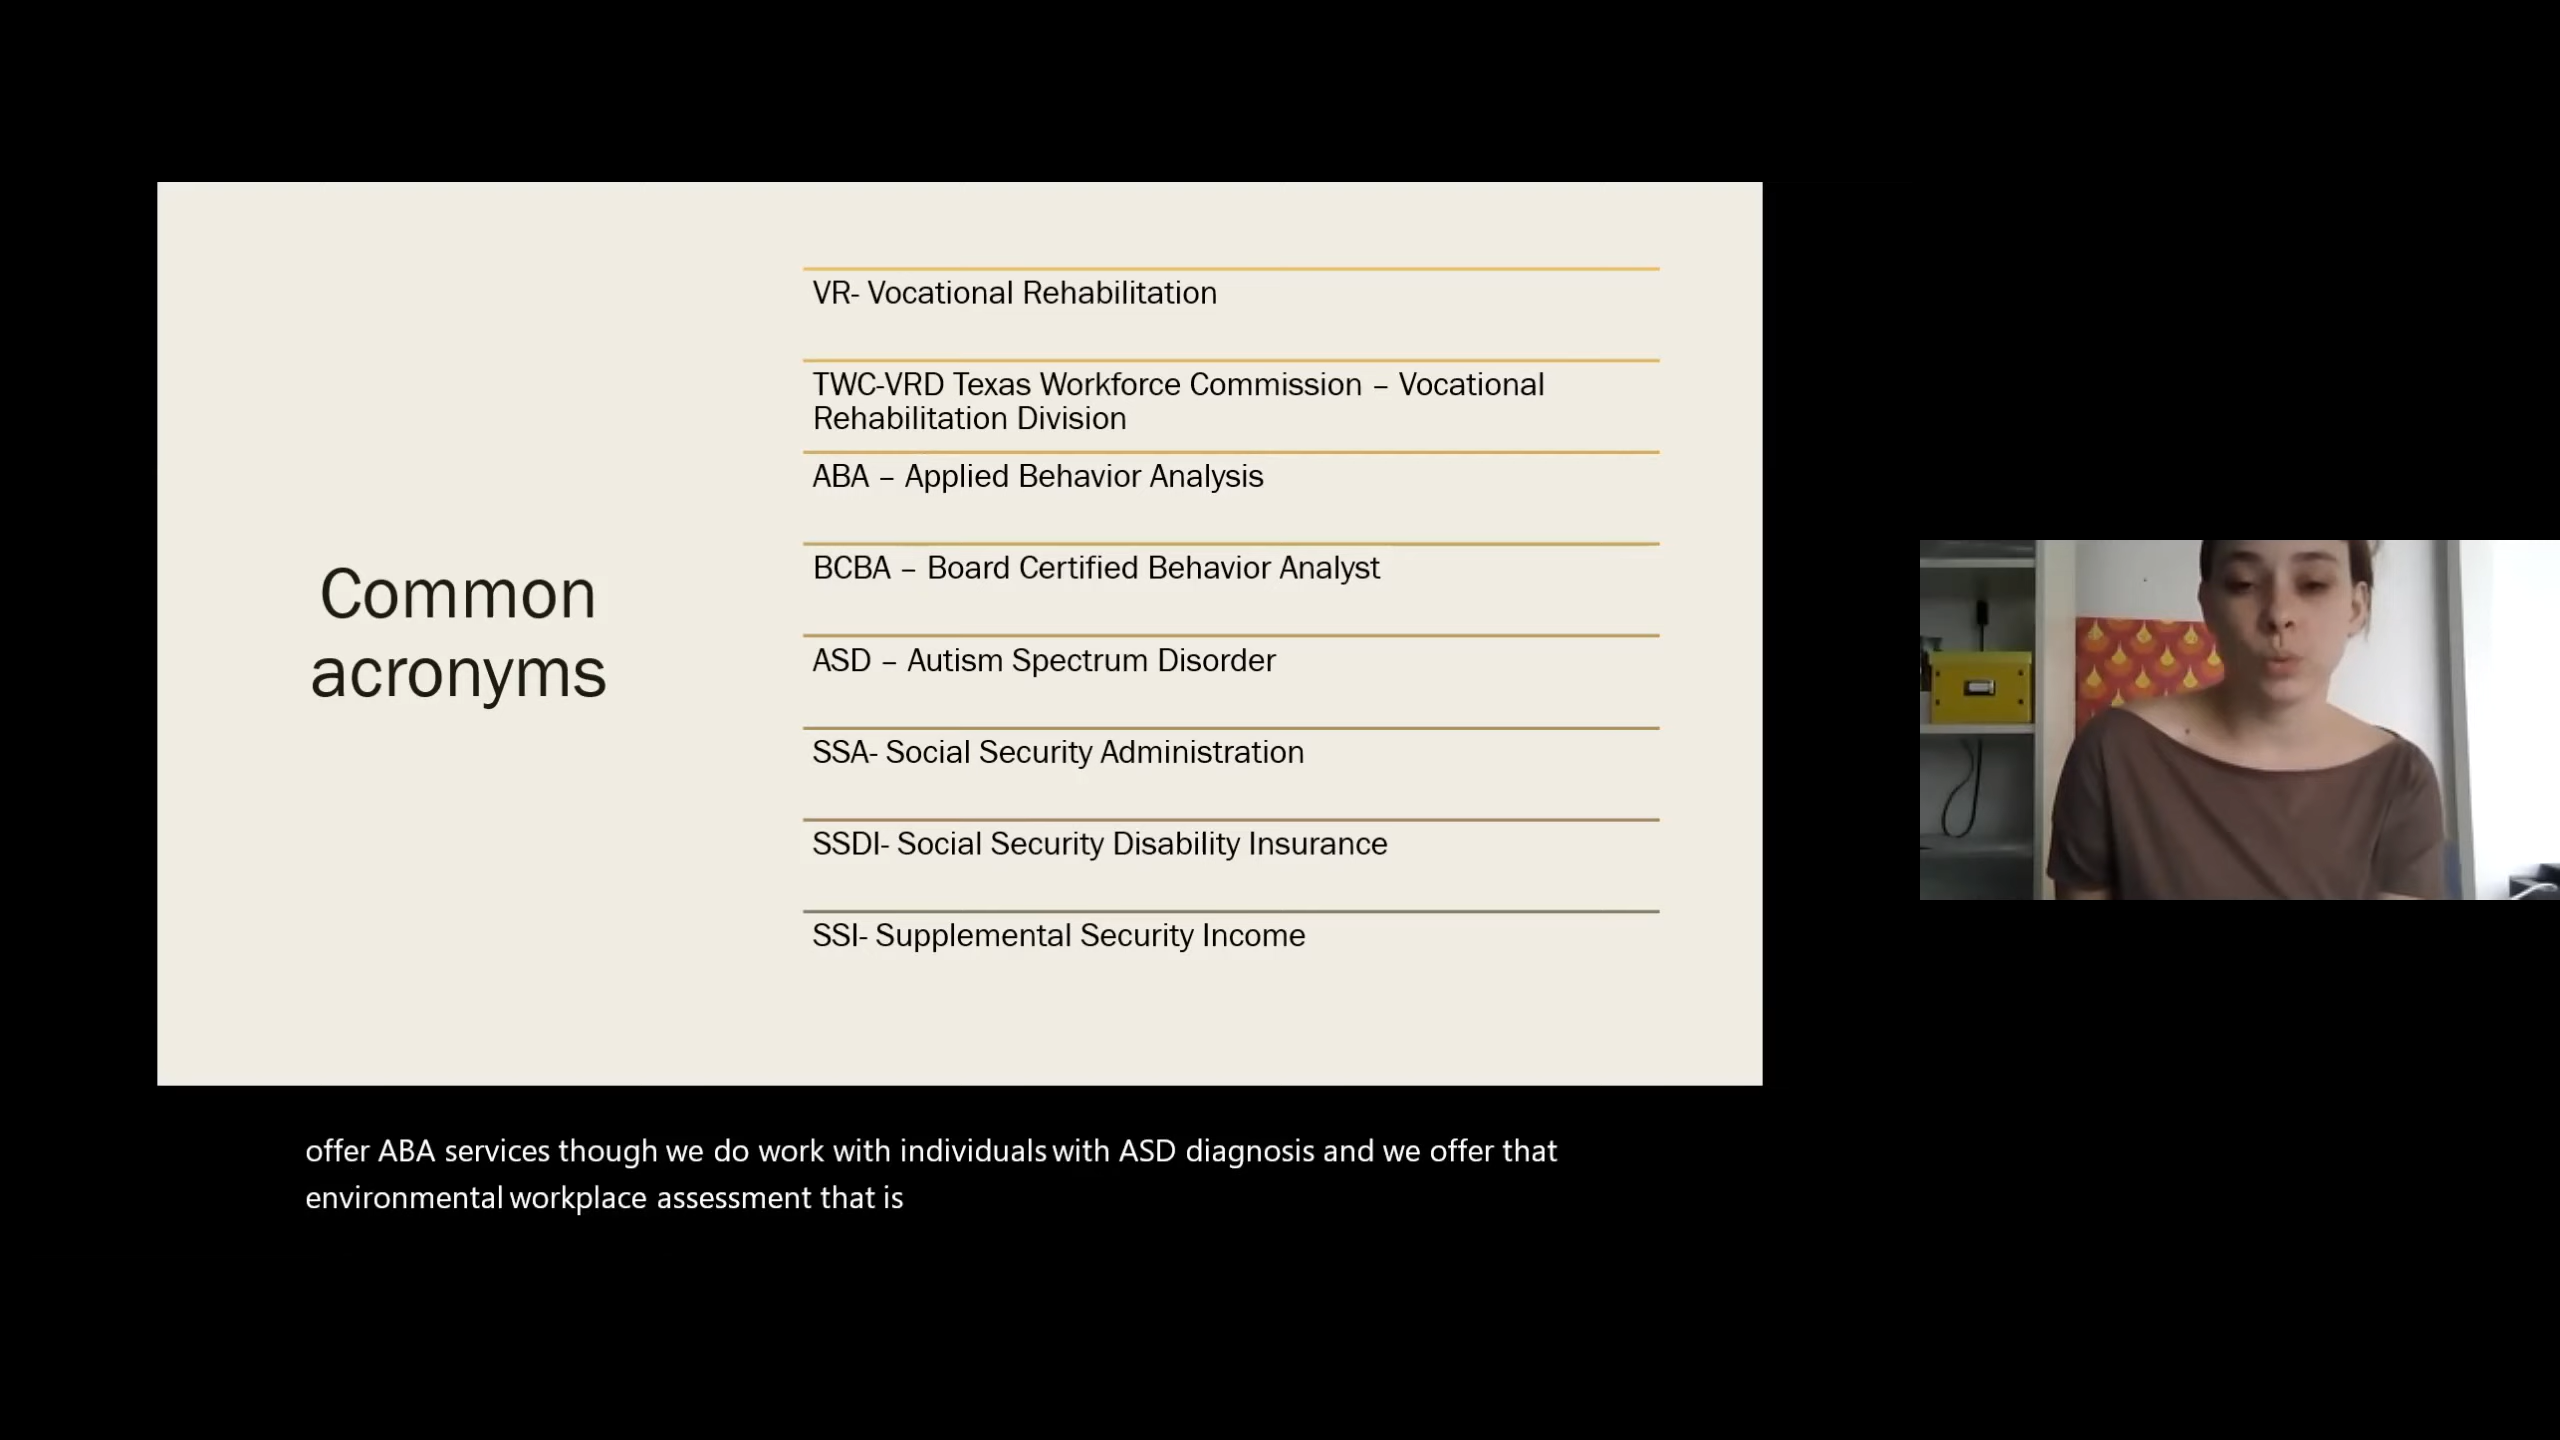 Common
acronyms
VR- Vocational Rehabilitation
TWC-VRD Texas Workforce Commission – Vocational
Rehabilitation Division
ABA – Applied Behavior Analysis
BCBA – Board Certified Behavior Analyst
ASD – Autism Spectrum Disorder
SSA- Social Security Administration
SSDI- Social Security Disability Insurance
SSI- Supplemental Security Income
offer ABA services though we do work with individuals with ASD diagnosis and we offer that
environmental workplace assessment that is